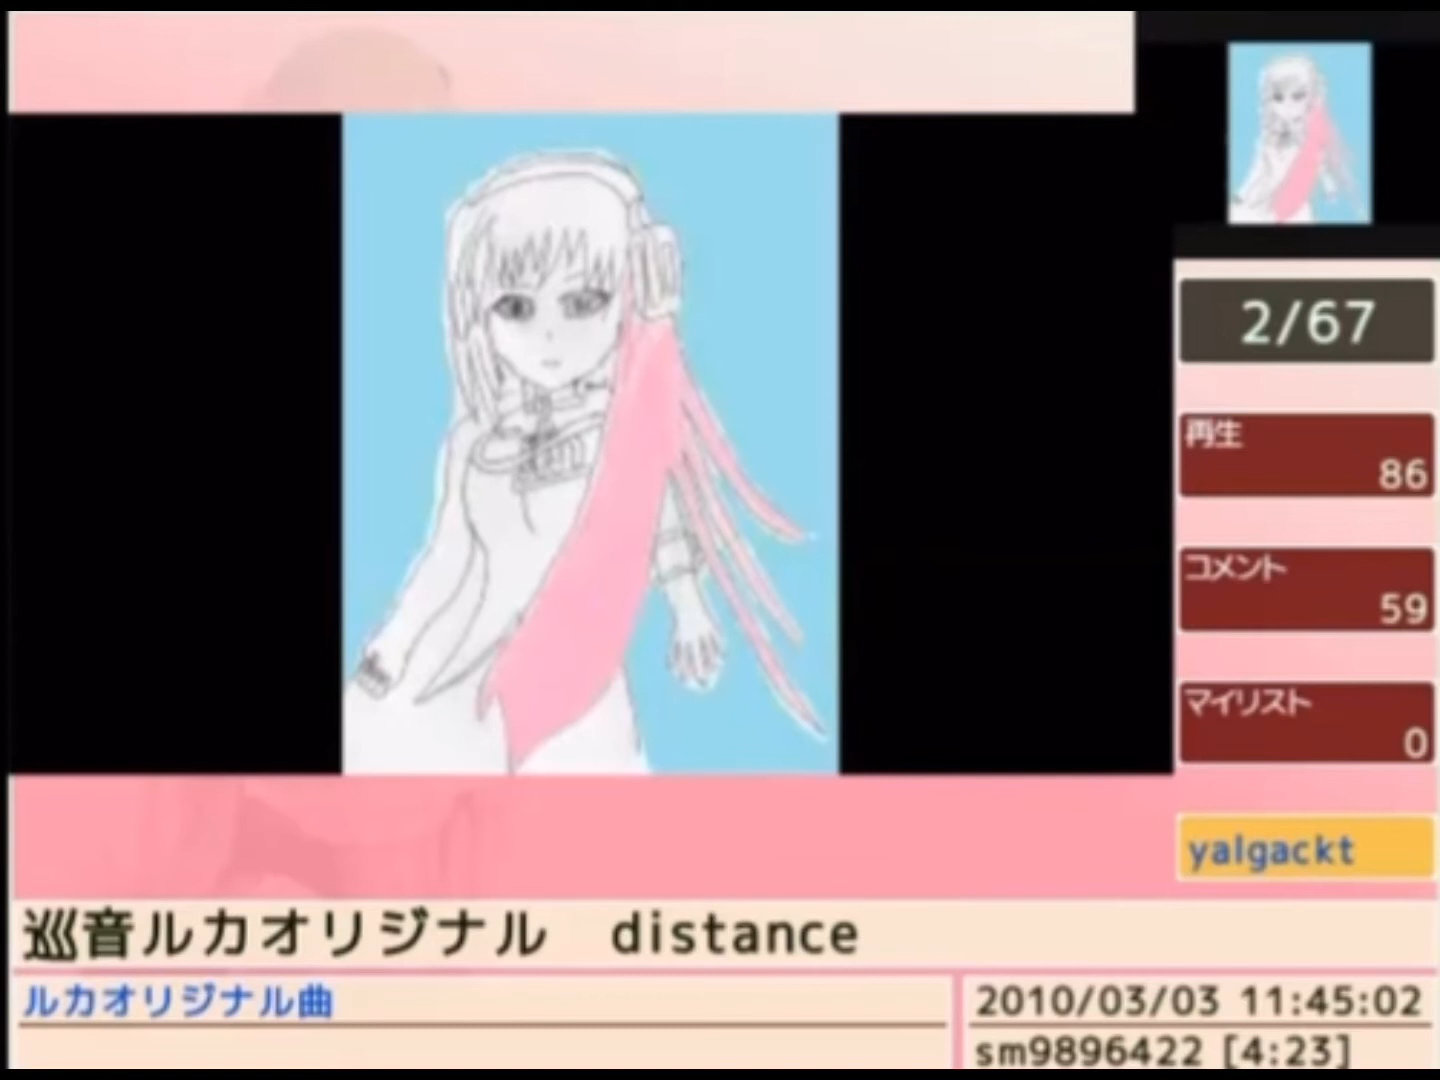 2/67
再生
86
コメント
59
マイリスト
0
yalgackt
巡音ルカオリジナル　distance
ルカオリジナル曲
2010/03/03 11:45:02
sm9896422 [4:23]